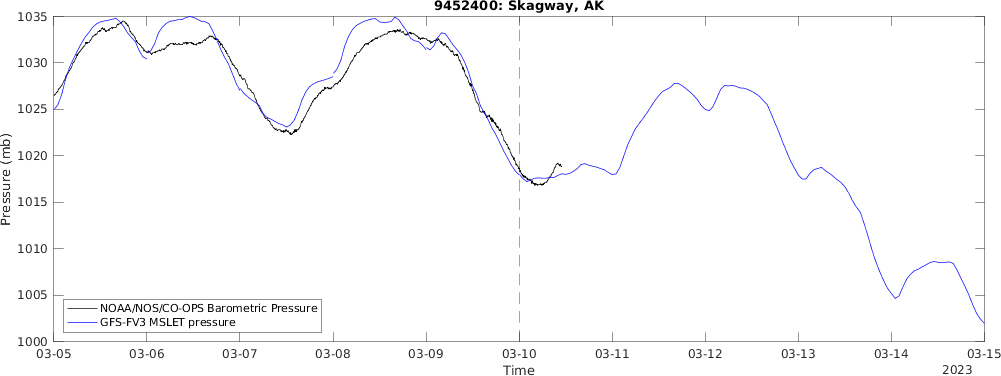 9452400: Skagway, AK
Pressure (mb)
1035
1030
1025
1020
1015
1010
1005
1000
NOAA/NOS/CO-OPS Barometric Pressure
GFS-FV3 MSLET pressure
03-05 03-06 03-07 03-08 03-09 03-10 03-11 03-12 03-13 03-14 03-15
Time
2023